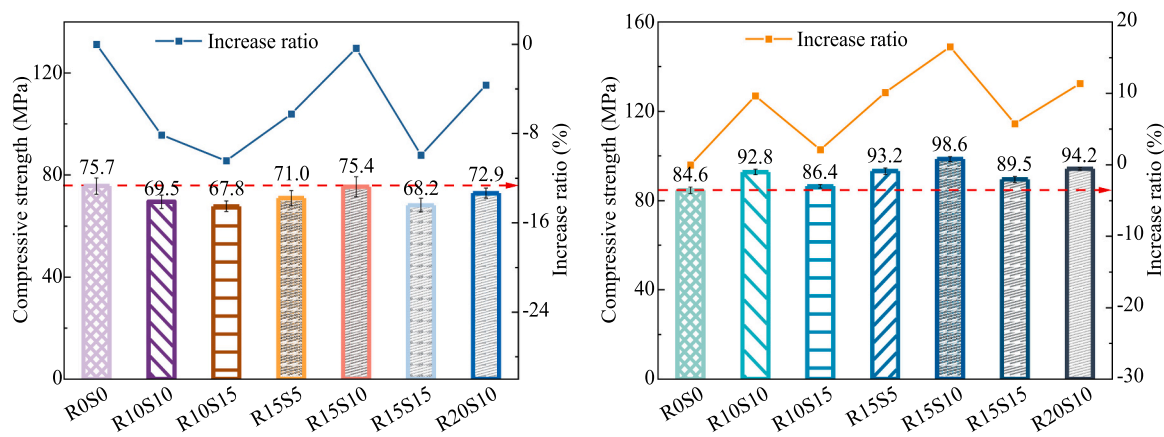 Increase ratio
Compressive strength (MPa)
120
80
40
0
75.7
69.5
67.8
71.0
75.4
68.2
72.9
0
-8
-16
-24
Increase ratio (%)
R0S0
R10S10
R10S15
R15S5
R15S10
R15S15
R20S10
Increase ratio
Compressive strength (MPa)
160
120
80
40
0
84.6
92.8
86.4
93.2
98.6
89.5
94.2
20
10
0
-10
-20
-30
Increase ratio (%)
R0S0
R10S10
R10S15
R15S5
R15S10
R15S15
R20S10